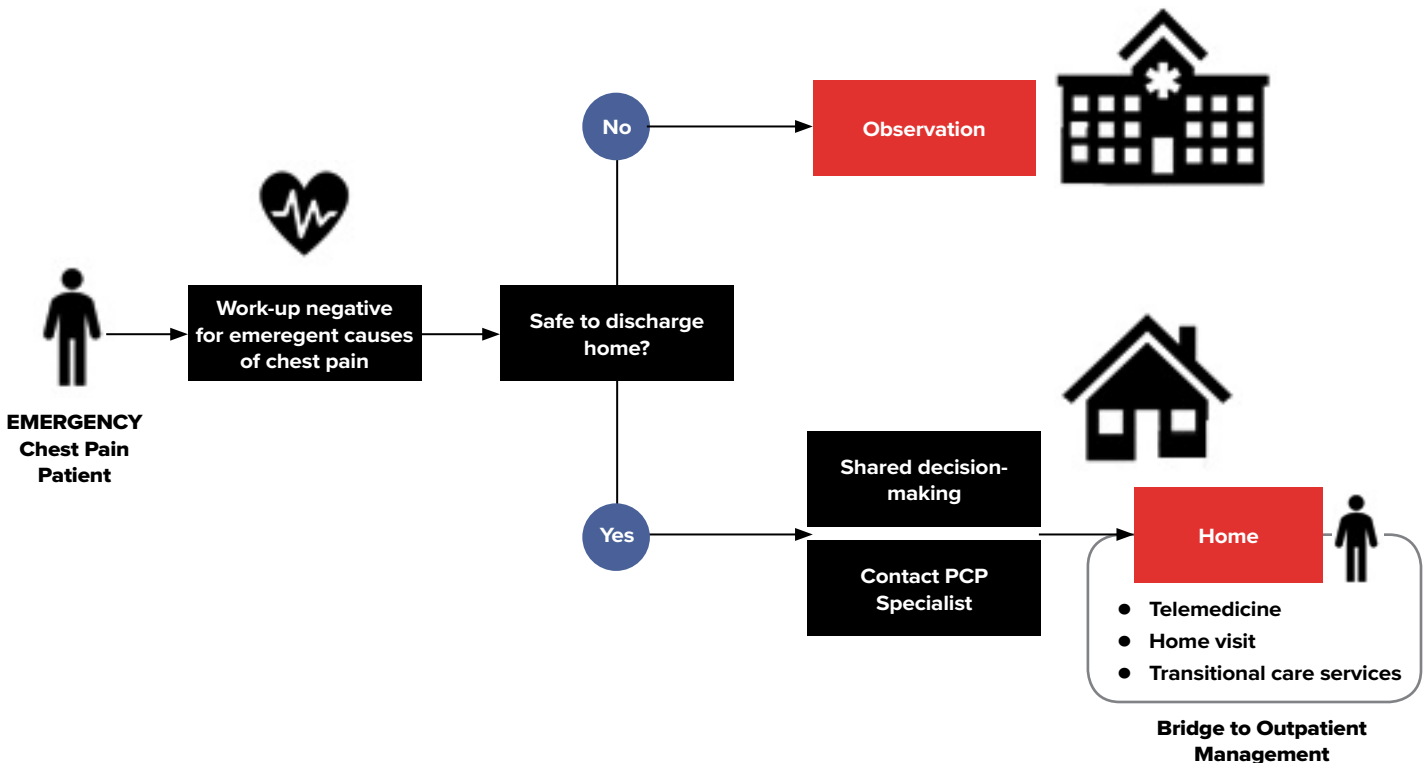 EMERGENCY
Chest Pain
Patient
Work-up negative
for emeregent causes
of chest pain
Safe to discharge
home?
No
Observation
Yes
Shared decision-
making
Contact PCP
Specialist
Home
● Telemedicine
● Home visit
● Transitional care services
Bridge to Outpatient
Management